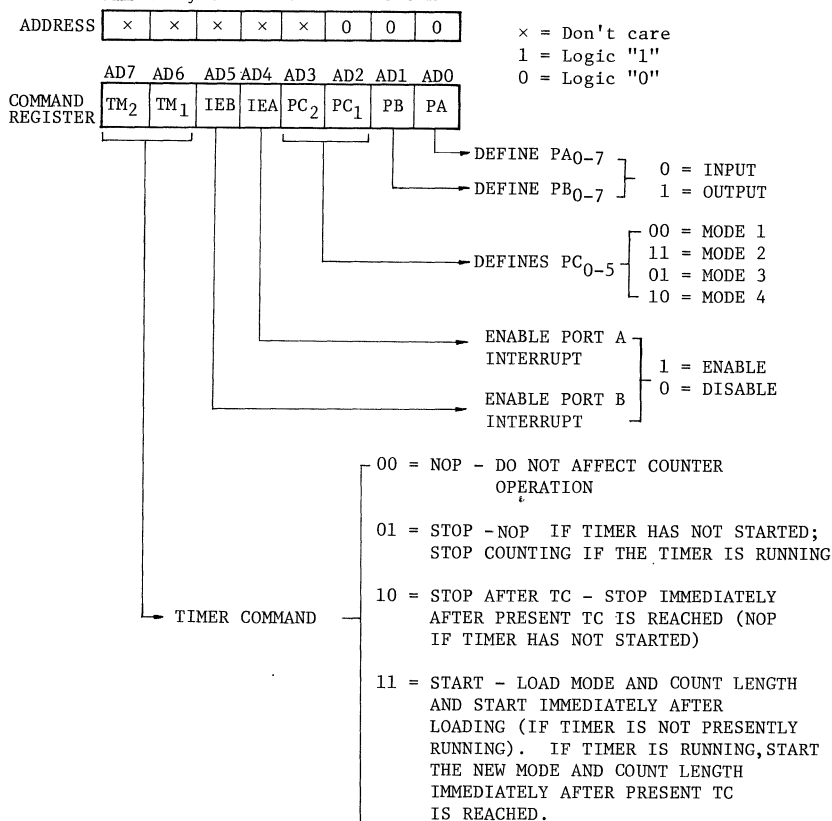 ADDRESS × × × × × 0 0 0
× = Don't care
1 = Logic "1"
0 = Logic "0"
AD7 AD6 AD5 AD4 AD3 AD2 AD1 AD0
COMMAND REGISTER TM2 TM1 IEB IEA PC2 PC1 PB PA
DEFINE PA0-7
DEFINE PB0-7
0 = INPUT
1 = OUTPUT
DEFINES PC0-5
00 = MODE 1
11 = MODE 2
01 = MODE 3
10 = MODE 4
ENABLE PORT A
INTERRUPT
ENABLE PORT B
INTERRUPT
1 = ENABLE
0 = DISABLE
TIMER COMMAND
00 = NOP - DO NOT AFFECT COUNTER
OPERATION
01 = STOP -NOP IF TIMER HAS NOT STARTED;
STOP COUNTING IF THE TIMER IS RUNNING
10 = STOP AFTER TC - STOP IMMEDIATELY
AFTER PRESENT TC IS REACHED (NOP
IF TIMER HAS NOT STARTED)
11 = START - LOAD MODE AND COUNT LENGTH
AND START IMMEDIATELY AFTER
LOADING (IF TIMER IS NOT PRESENTLY
RUNNING). IF TIMER IS RUNNING,START
THE NEW MODE AND COUNT LENGTH
IMMEDIATELY AFTER PRESENT TC
IS REACHED.